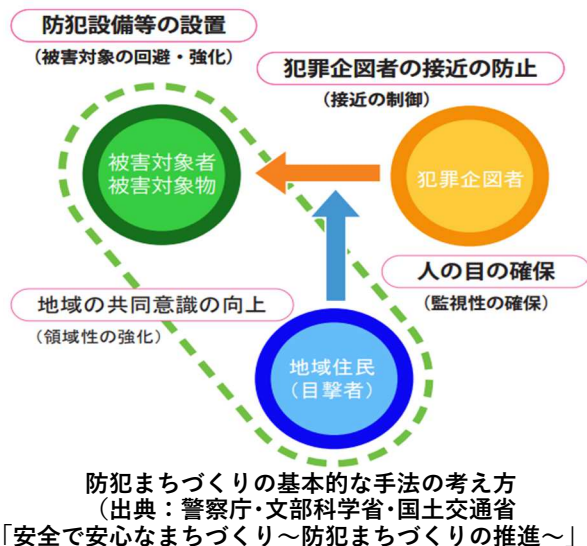 防犯設備等の設置
(被害対象の回避・強化)
犯罪企図者の接近の防止
(接近の制御)
被害対象者
被害対象物
犯罪企図者
人の目の確保
(監視性の確保)
地域の共同意識の向上
(領域性の強化)
地域住民
(目撃者)
防犯まちづくりの基本的な手法の考え方
(出典:警察庁・文部科学省・国土交通省
「安全で安心なまちづくり~防犯まちづくりの推進~」